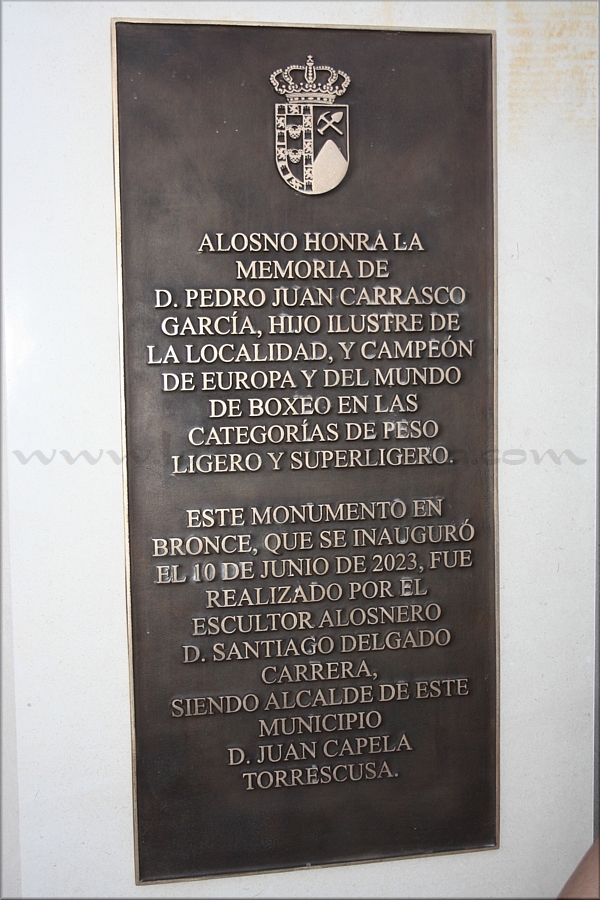 ALOSNO HONRA LA
MEMORIA DE
D. PEDRO JUAN CARRASCO
GARCÍA, HIJO ILUSTRE DE
LA LOCALIDAD, Y CAMPEÓN
DE EUROPA Y DEL MUNDO
DE BOXEO EN LAS
CATEGORÍAS DE PESO
LIGERO Y SUPERLIGERO.
ESTE MONUMENTO EN
BRONCE, QUE SE INAUGURÓ
EL 10 DE JUNIO DE 2023, FUE
REALIZADO POR EL
ESCULTOR ALOSNERO
D. SANTIAGO DELGADO
CARRERA,
SIENDO ALCALDE DE ESTE
MUNICIPIO
D. JUAN CAPELA
TORRESCUSA.